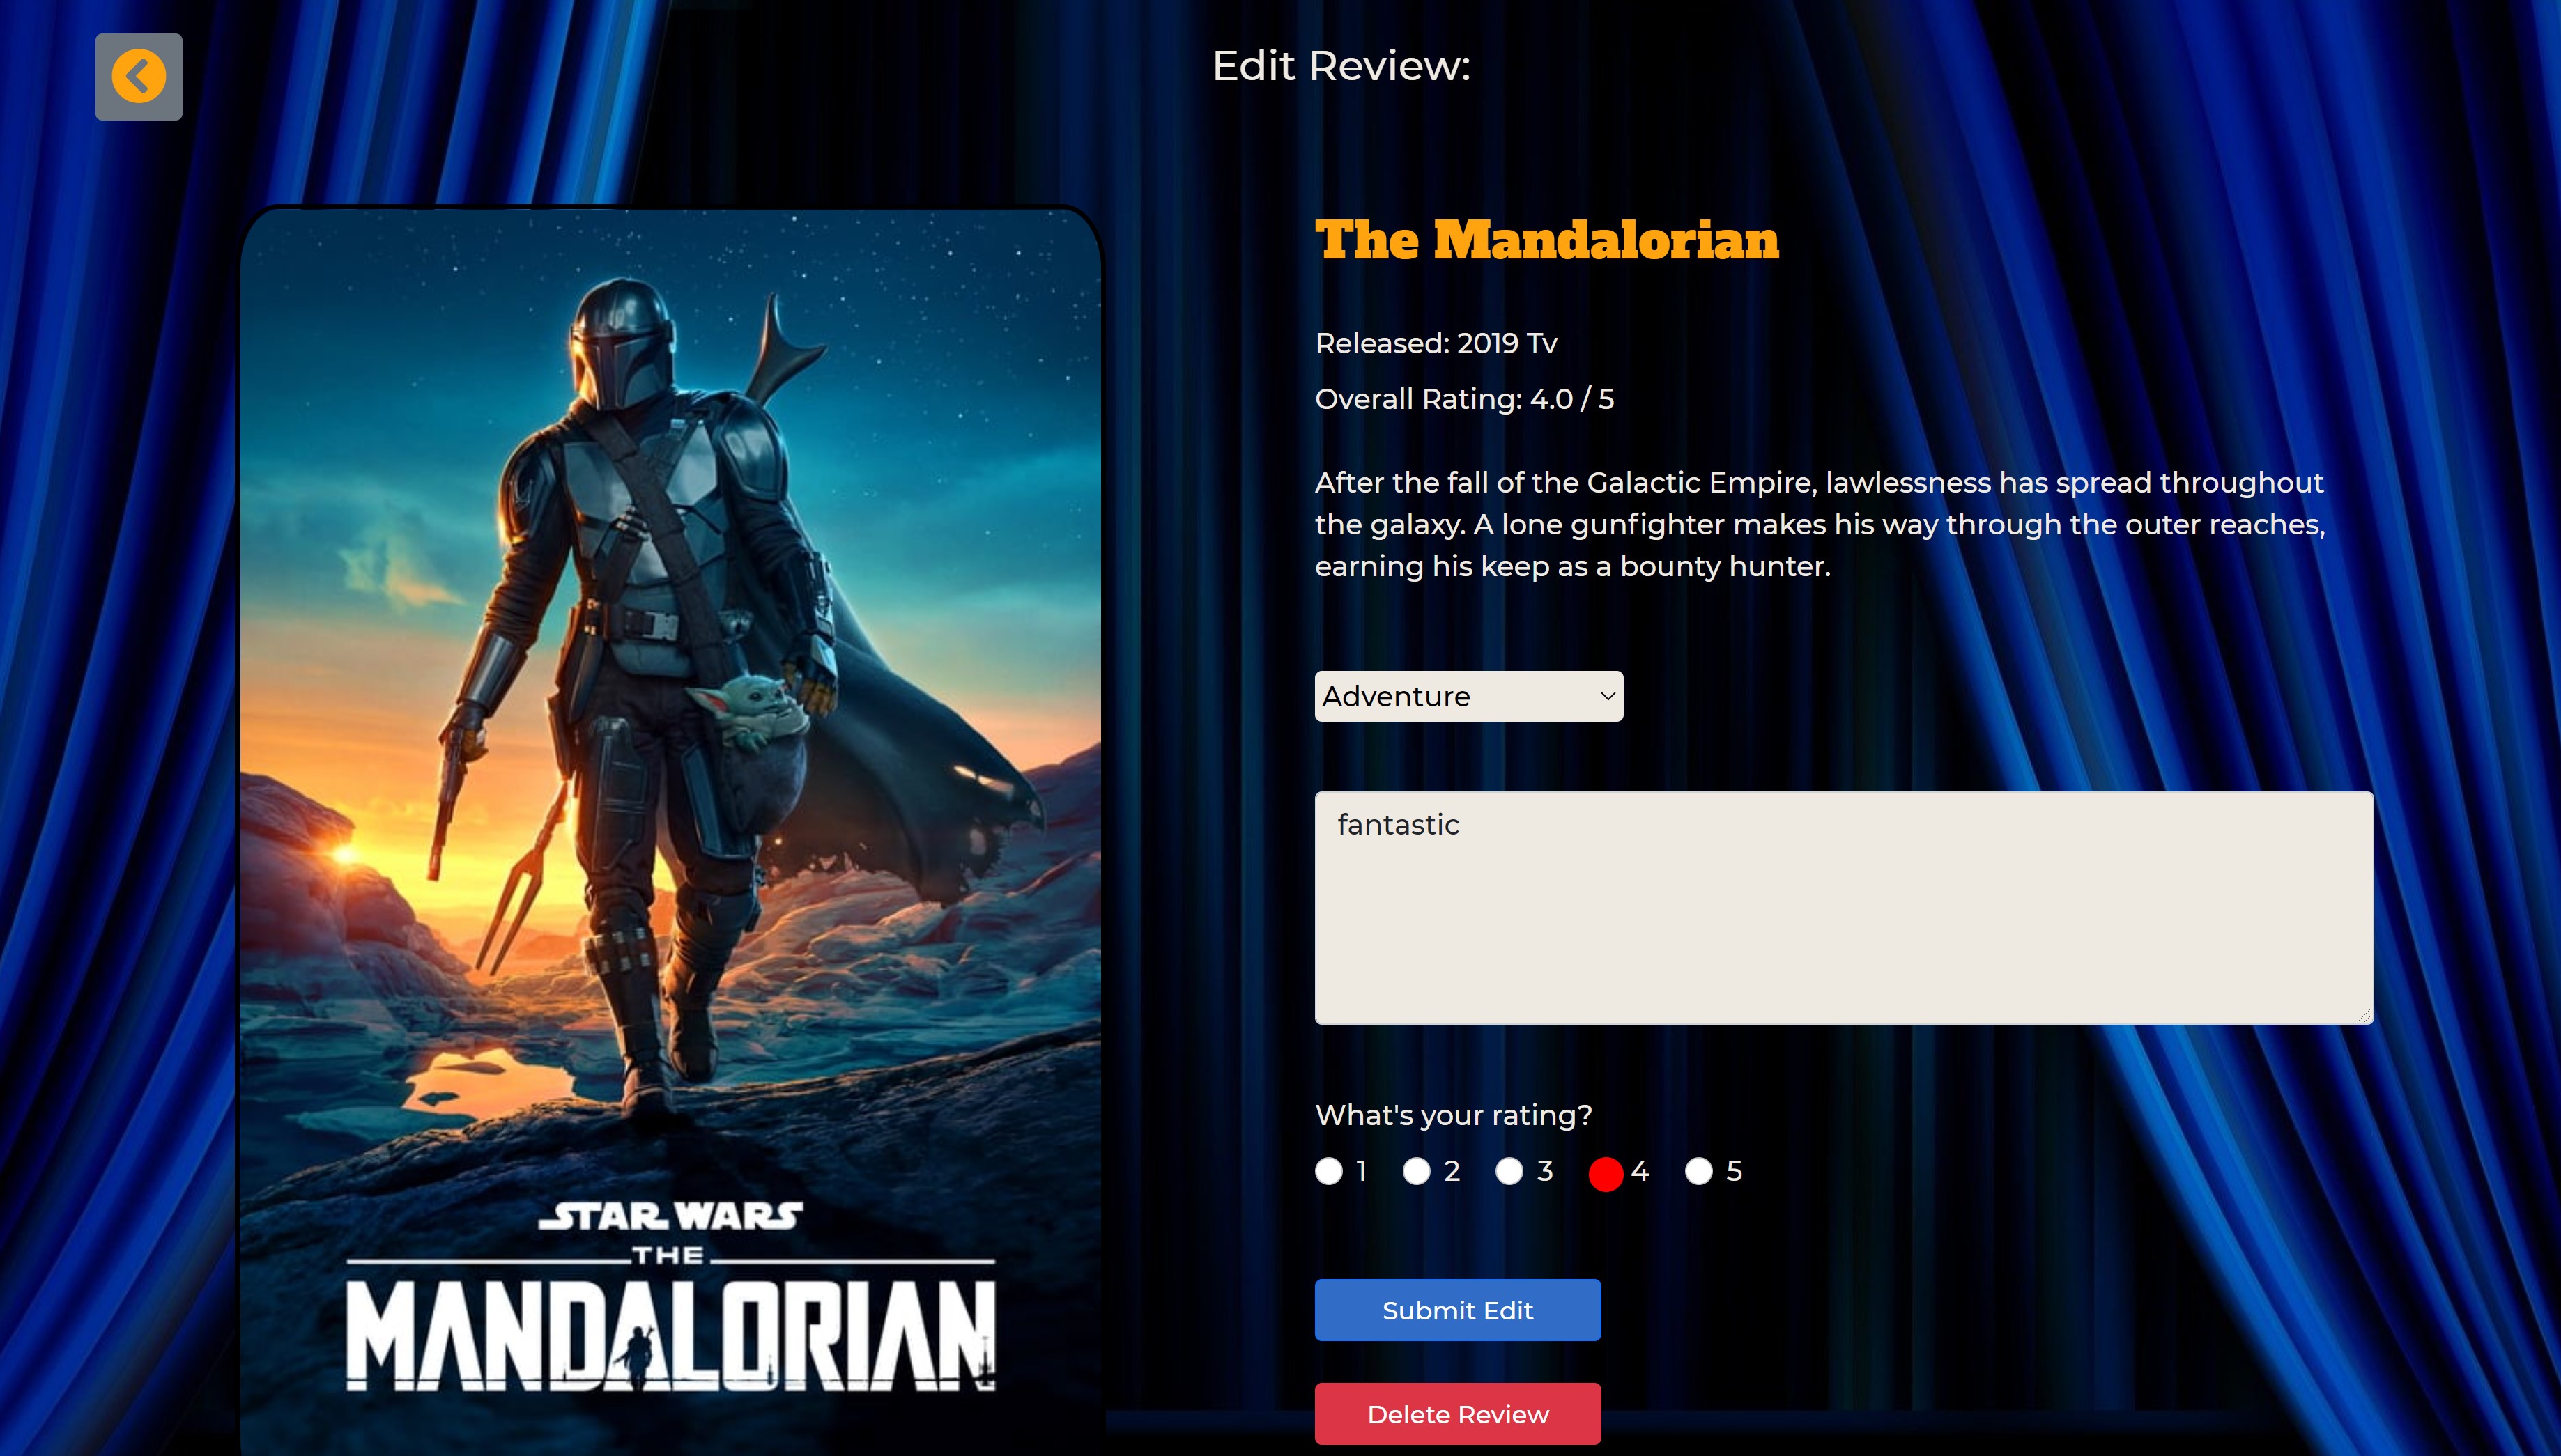 Edit Review:
The Mandalorian
Released: 2019 Tv
Overall Rating: 4.0 / 5
After the fall of the Galactic Empire, lawlessness has spread throughout
the galaxy. A lone gunfighter makes his way through the outer reaches,
earning his keep as a bounty hunter.
Adventure
fantastic
What's your rating?
1 2 3 4 5
Submit Edit
Delete Review
STAR WARS
THE
MANDALORIAN